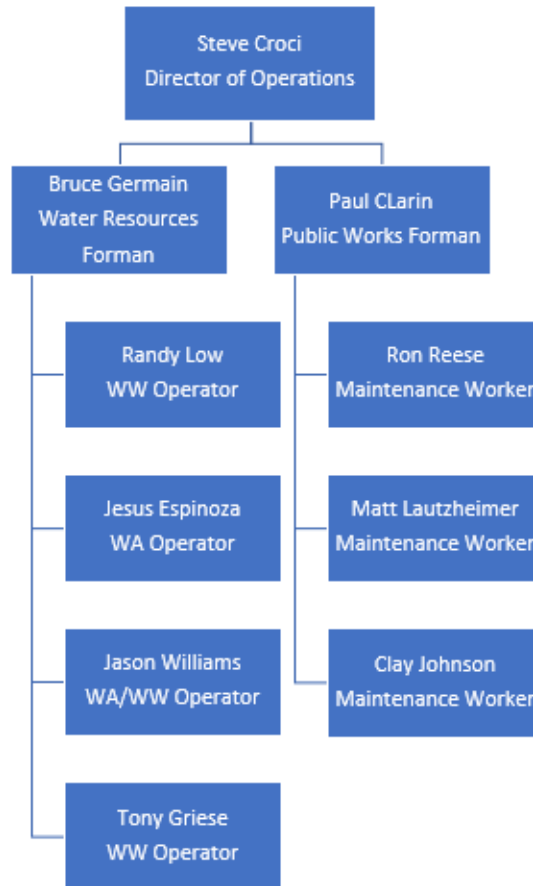 Steve Croci
Director of Operations
Bruce Germain
Water Resources
Forman
Paul CLarin
Public Works Forman
Randy Low
WW Operator
Jesus Espinoza
WA Operator
Jason Williams
WA/WW Operator
Tony Griese
WW Operator
Ron Reese
Maintenance Worker
Matt Lautzheimer
Maintenance Worker
Clay Johnson
Maintenance Worker